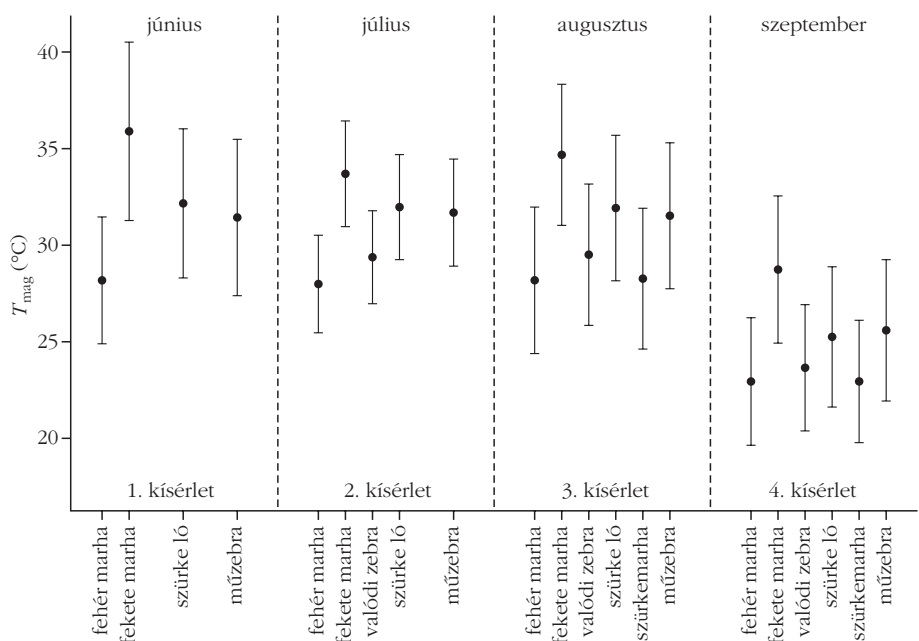 június
július
augusztus
szeptember
40
35
30
25
20
T mag (°C)
1. kísérlet
2. kísérlet
3. kísérlet
4. kísérlet
fehér marha
fekete marha
szürke ló
műzebra
fehér marha
fekete marha
valódi zebra
szürke ló
műzebra
fehér marha
fekete marha
valódi zebra
szürke ló
szürkemarha
műzebra
fehér marha
fekete marha
valódi zebra
szürke ló
szürkemarha
műzebra